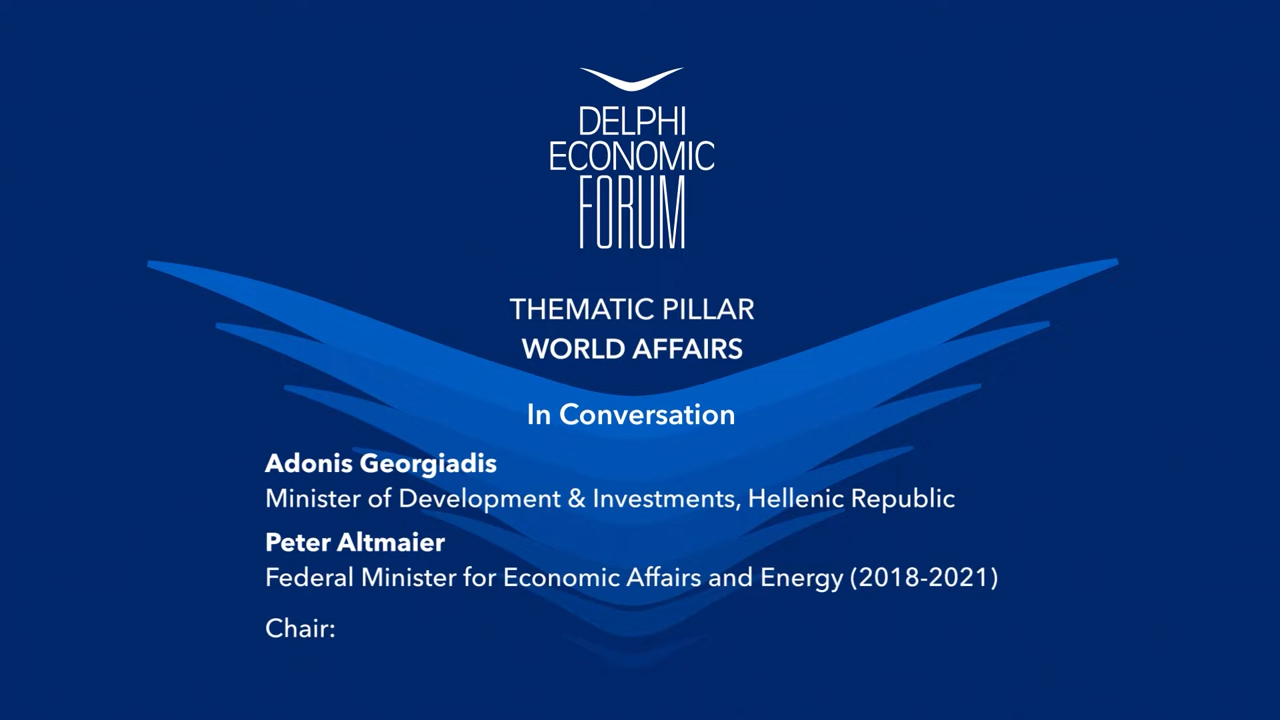 DELPHI
ECONOMIC
FORUM
THEMATIC PILLAR
WORLD AFFAIRS
In Conversation
Adonis Georgiadis
Minister of Development & Investments, Hellenic Republic
Peter Altmaier
Federal Minister for Economic Affairs and Energy (2018-2021)
Chair: